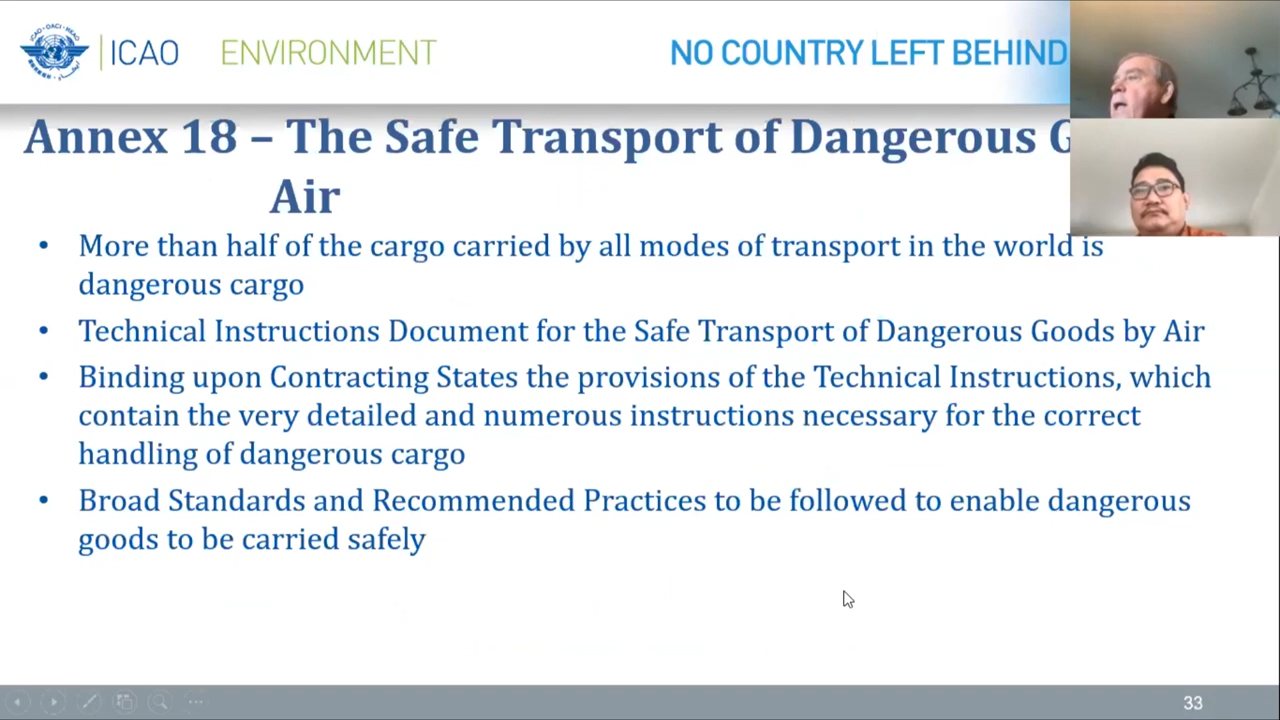 ICAO
ENVIRONMENT
NO COUNTRY LEFT BEHIND
Annex 18 – The Safe Transport of Dangerous
Air
• More than half of the cargo carried by all modes of transport in the world is
dangerous cargo
• Technical Instructions Document for the Safe Transport of Dangerous Goods by Air
• Binding upon Contracting States the provisions of the Technical Instructions, which
contain the very detailed and numerous instructions necessary for the correct
handling of dangerous cargo
• Broad Standards and Recommended Practices to be followed to enable dangerous
goods to be carried safely
33